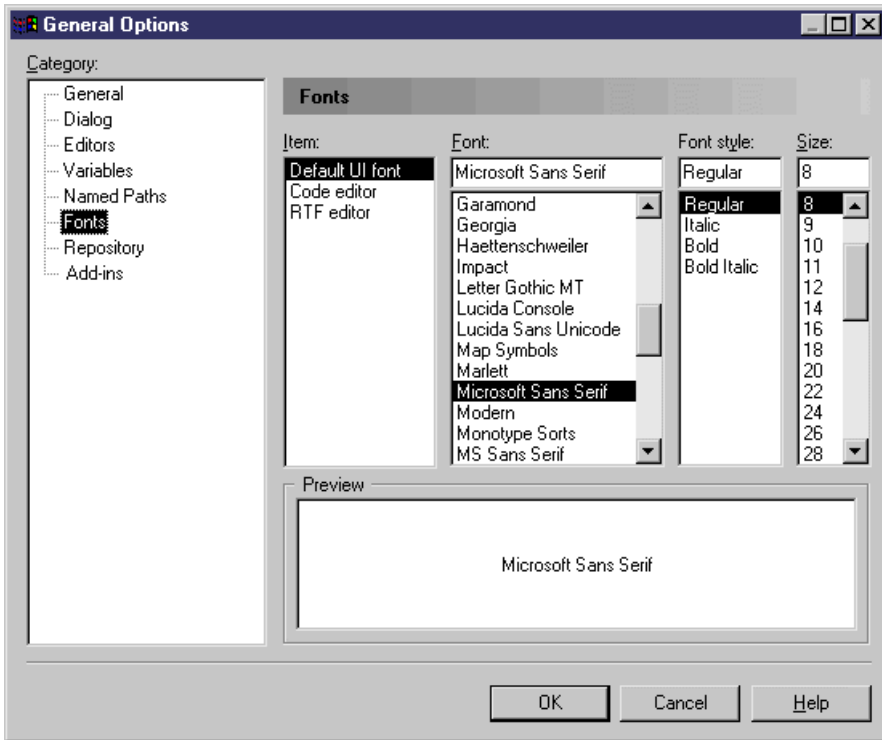 General Options
Category:
General
Dialog
Editors
Variables
Named Paths
Fonts
Repository
Add-ins
Fonts
Item:
Default UI font
Code editor
RTF editor
Font:
Microsoft Sans Serif
Garamond
Georgia
Haettenschweiler
Impact
Letter Gothic MT
Lucida Console
Lucida Sans Unicode
Map Symbols
Marlett
Microsoft Sans Serif
Modern
Monotype Sorts
MS Sans Serif
Font style:
Regular
Regular
Italic
Bold
Bold Italic
Size:
8
8
9
10
11
12
14
16
18
20
22
24
26
28
Preview
Microsoft Sans Serif
OK
Cancel
Help